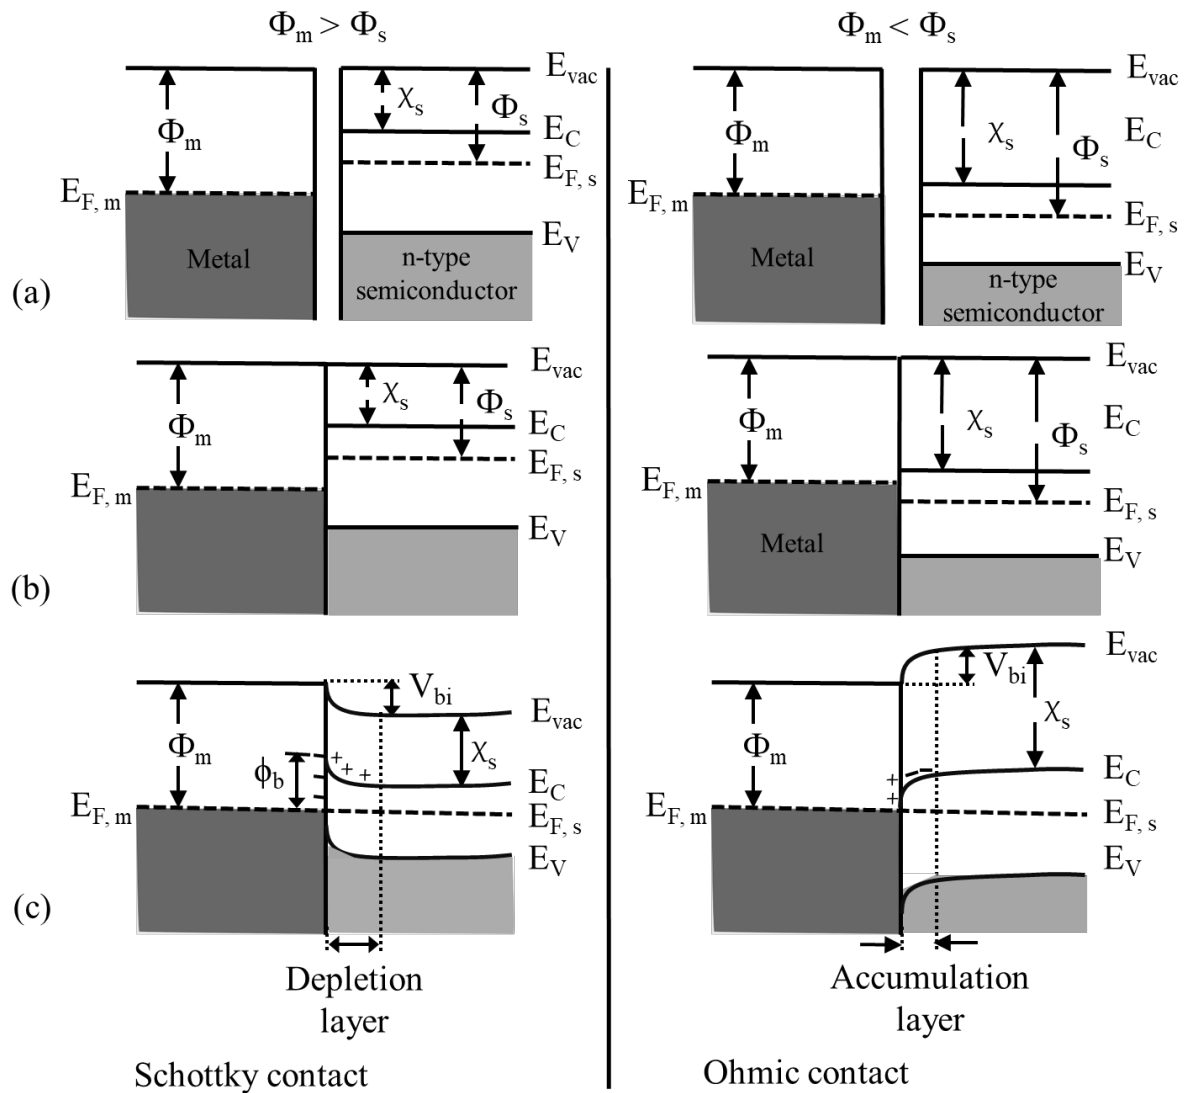 Φm > Φs
Φm < Φs
(a)
Evac
χs
Φs
Φm
EC
EF, s
EF, m
EV
Metal
n-type
semiconductor
Evac
EC
χs
Φm
Φs
EF, m
EF, s
EV
Metal
n-type
semiconductor
(b)
Evac
χs
Φs
Φm
EC
EF, s
EF, m
EV
Evac
χs
EC
Φm
Φs
EF, m
EF, s
Metal
EV
(c)
Vbi
Evac
Φm
χs
+
+
+
ϕb
EC
EF, m
EF, s
EV
Depletion
layer
Schottky contact
Evac
Vbi
χs
Φm
EC
+
+
EF, m
EF, s
EV
Accumulation
layer
Ohmic contact